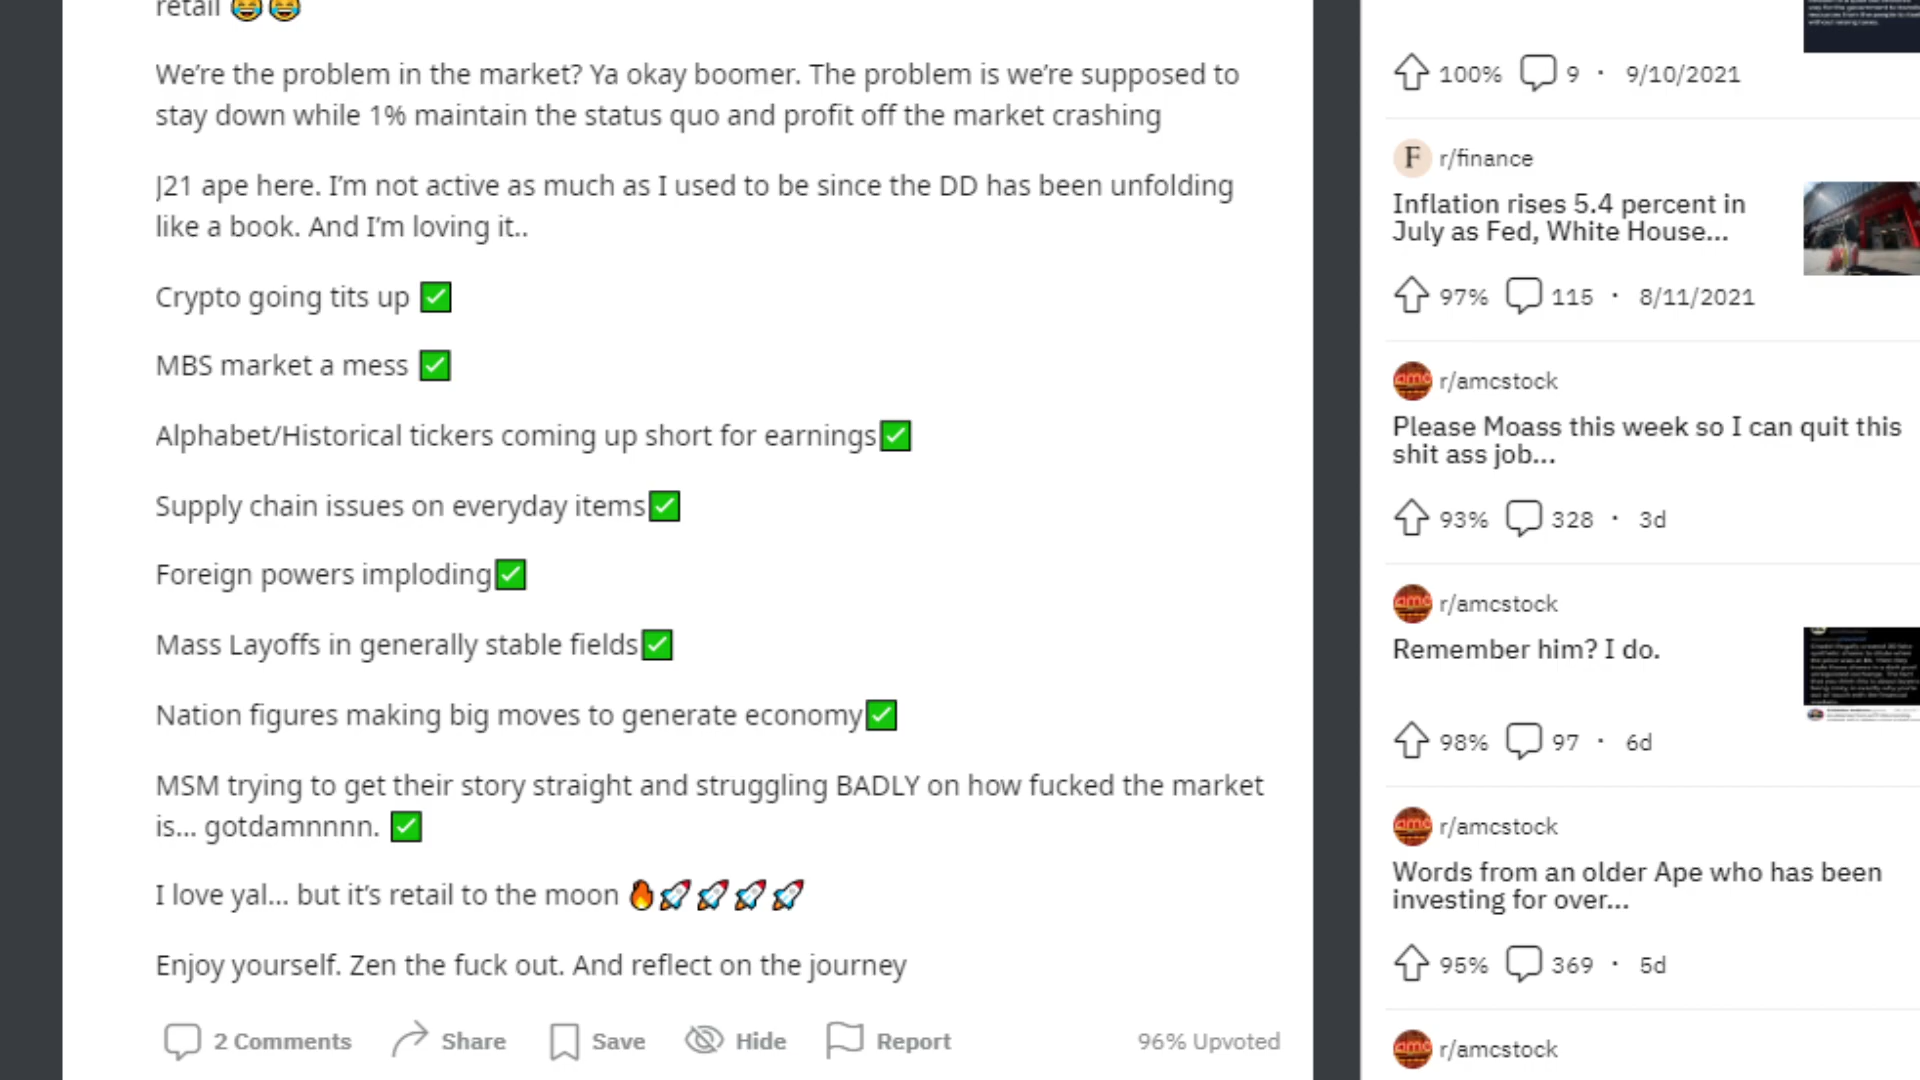 retail 😂😂
We’re the problem in the market? Ya okay boomer. The problem is we’re supposed to
stay down while 1% maintain the status quo and profit off the market crashing
J21 ape here. I’m not active as much as I used to be since the DD has been unfolding
like a book. And I’m loving it..
Crypto going tits up ✅
MBS market a mess ✅
Alphabet/Historical tickers coming up short for earnings✅
Supply chain issues on everyday items✅
Foreign powers imploding✅
Mass Layoffs in generally stable fields✅
Nation figures making big moves to generate economy✅
MSM trying to get their story straight and struggling BADLY on how fucked the market
is... gotdamnnnn. ✅
I love yal... but it’s retail to the moon 🔥🚀🚀🚀🚀
Enjoy yourself. Zen the fuck out. And reflect on the journey
2 Comments Share Save Hide Report 96% Upvoted
100% 9 · 9/10/2021
F r/finance
Inflation rises 5.4 percent in
July as Fed, White House...
97% 115 · 8/11/2021
amc r/amcstock
Please Moass this week so I can quit this
shit ass job...
93% 328 · 3d
amc r/amcstock
Remember him? I do.
98% 97 · 6d
amc r/amcstock
Words from an older Ape who has been
investing for over...
95% 369 · 5d
amc r/amcstock